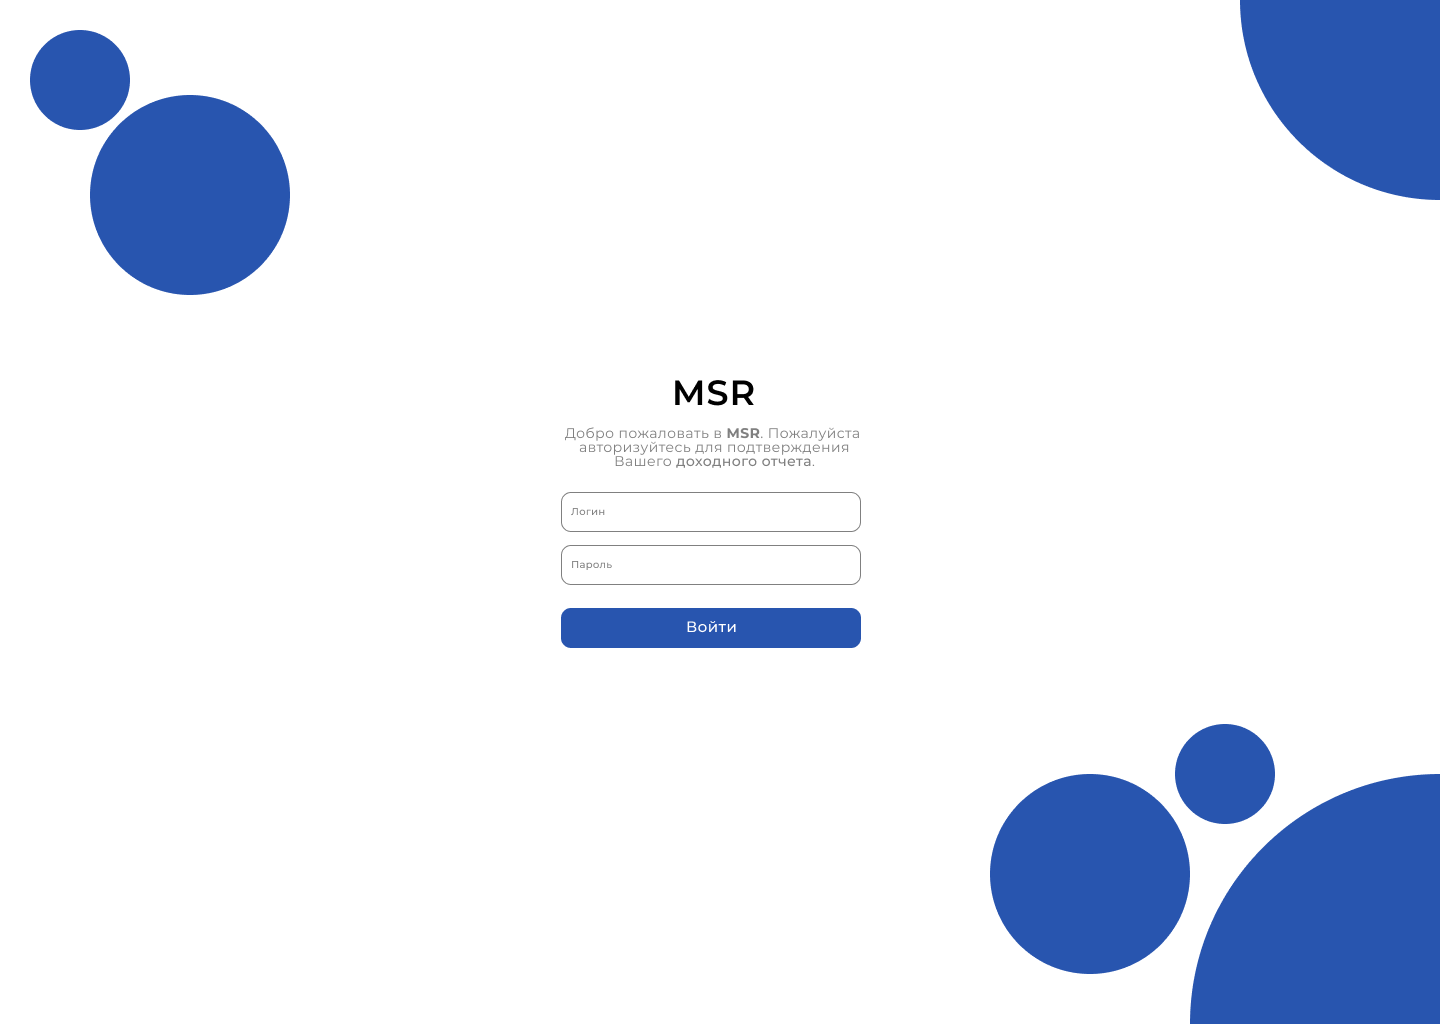 MSR
Добро пожаловать в MSR. Пожалуйста
авторизуйтесь для подтверждения
Вашего доходного отчета.
Логин
Пароль
Войти